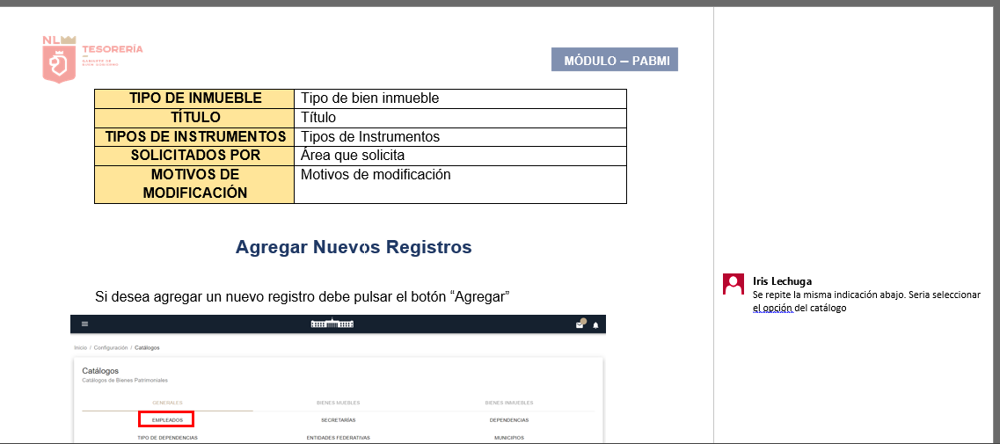 NL
TESORERÍA
GABINETE DE
BUEN GOBIERNO
MÓDULO – PABMI
TIPO DE INMUEBLE Tipo de bien inmueble
TÍTULO Título
TIPOS DE INSTRUMENTOS Tipos de Instrumentos
SOLICITADOS POR Área que solicita
MOTIVOS DE MODIFICACIÓN Motivos de modificación
Agregar Nuevos Registros
Si desea agregar un nuevo registro debe pulsar el botón “Agregar”
Iris Lechuga
Se repite la misma indicación abajo. Seria seleccionar
el opción del catálogo
Inicio / Configuración / Catálogos
Catálogos
Catálogos de Bienes Patrimoniales
GENERALES BIENES MUEBLES BIENES INMUEBLES
EMPLEADOS SECRETARÍAS DEPENDENCIAS
TIPO DE DEPENDENCIAS ENTIDADES FEDERATIVAS MUNICIPIOS